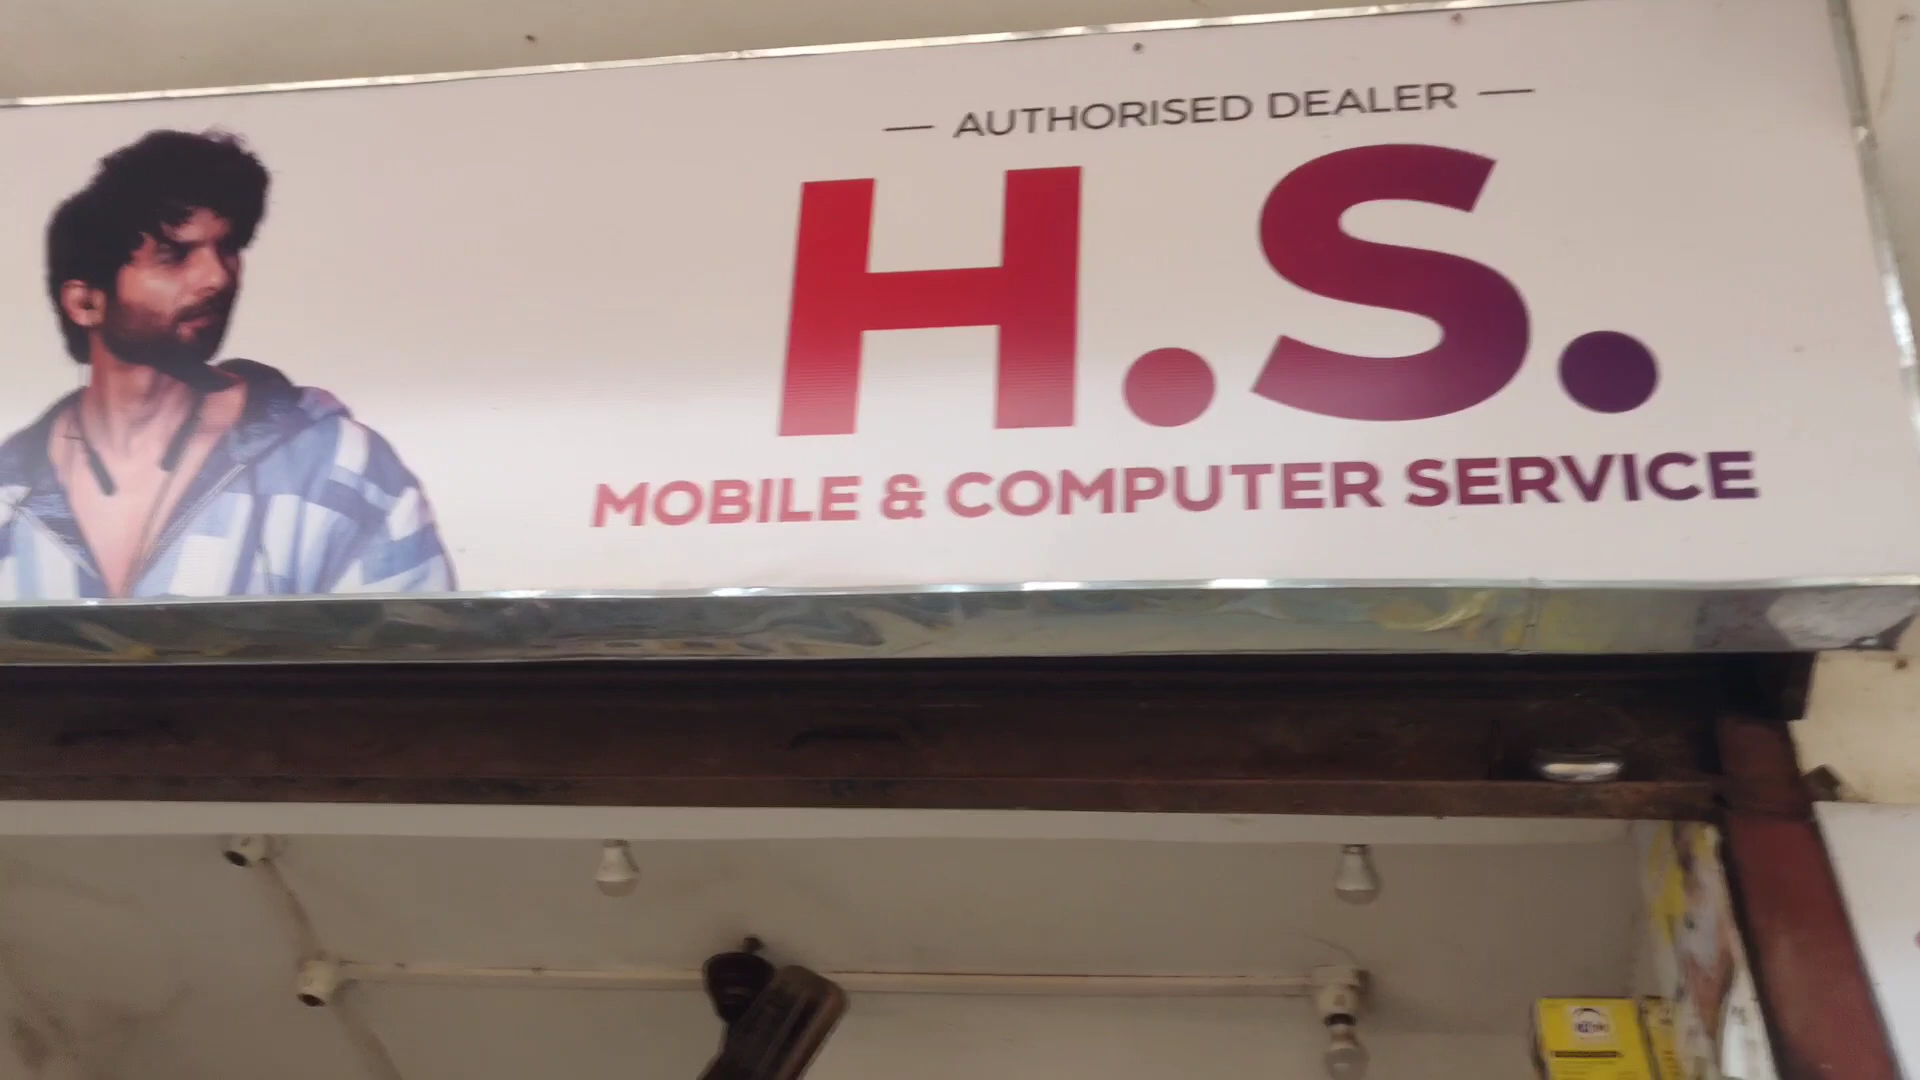 — AUTHORISED DEALER —
H.S.
MOBILE & COMPUTER SERVICE